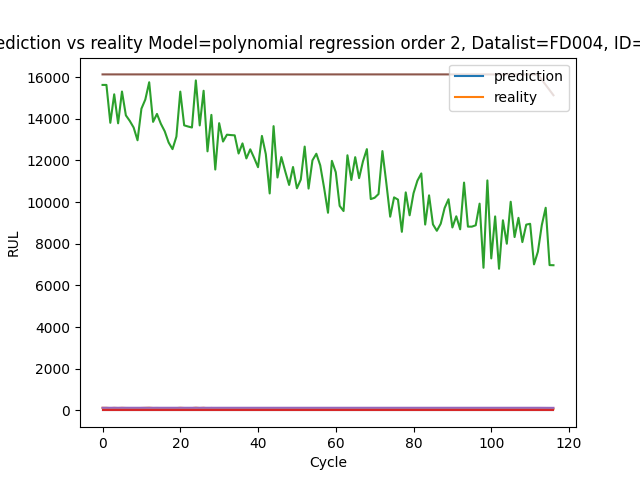 ediction vs reality Model=polynomial regression order 2, Datalist=FD004, ID=
prediction
reality
RUL
16000
14000
12000
10000
8000
6000
4000
2000
0
0 20 40 60 80 100 120
Cycle